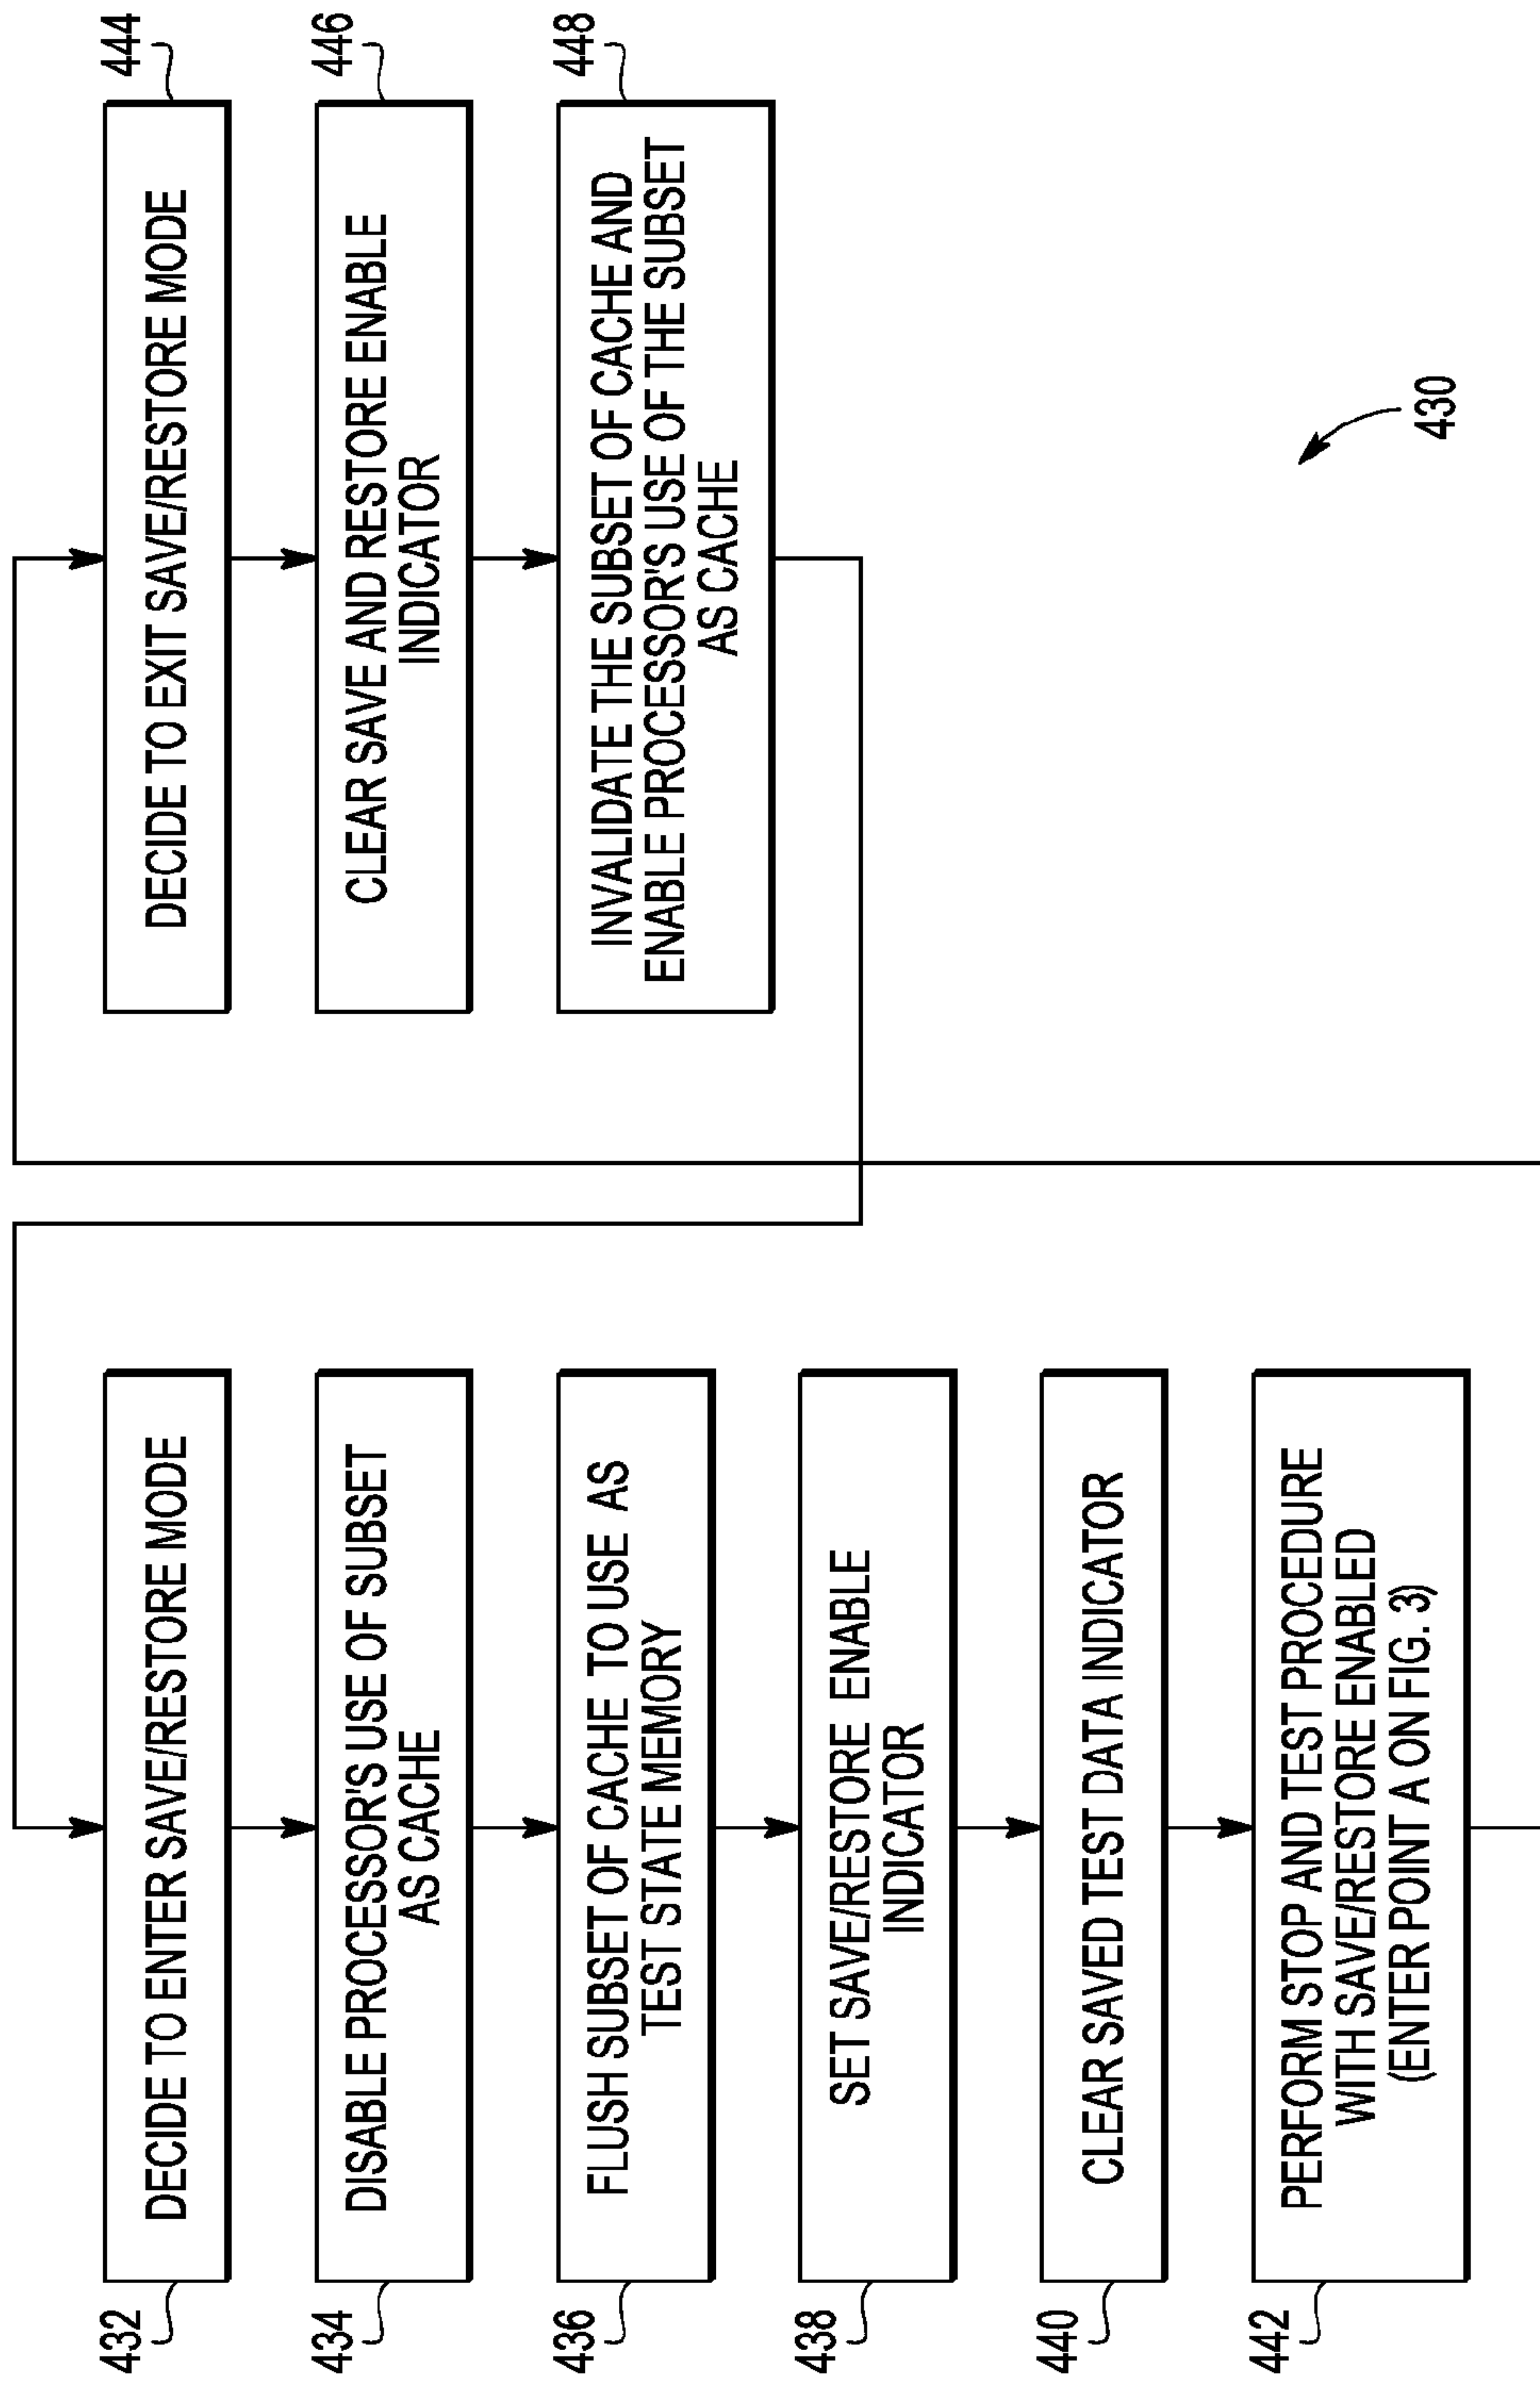 432
DECIDE TO ENTER SAVE/RESTORE MODE
434
DISABLE PROCESSOR'S USE OF SUBSET
AS CACHE
436
FLUSH SUBSET OF CACHE TO USE AS
TEST STATE MEMORY
438
SET SAVE/RESTORE ENABLE
INDICATOR
440
CLEAR SAVED TEST DATA INDICATOR
442
PERFORM STOP AND TEST PROCEDURE
WITH SAVE/RESTORE ENABLED
(ENTER POINT A ON FIG. 3)
444
DECIDE TO EXIT SAVE/RESTORE MODE
446
CLEAR SAVE AND RESTORE ENABLE
INDICATOR
448
INVALIDATE THE SUBSET OF CACHE AND
ENABLE PROCESSOR'S USE OF THE SUBSET
AS CACHE
430